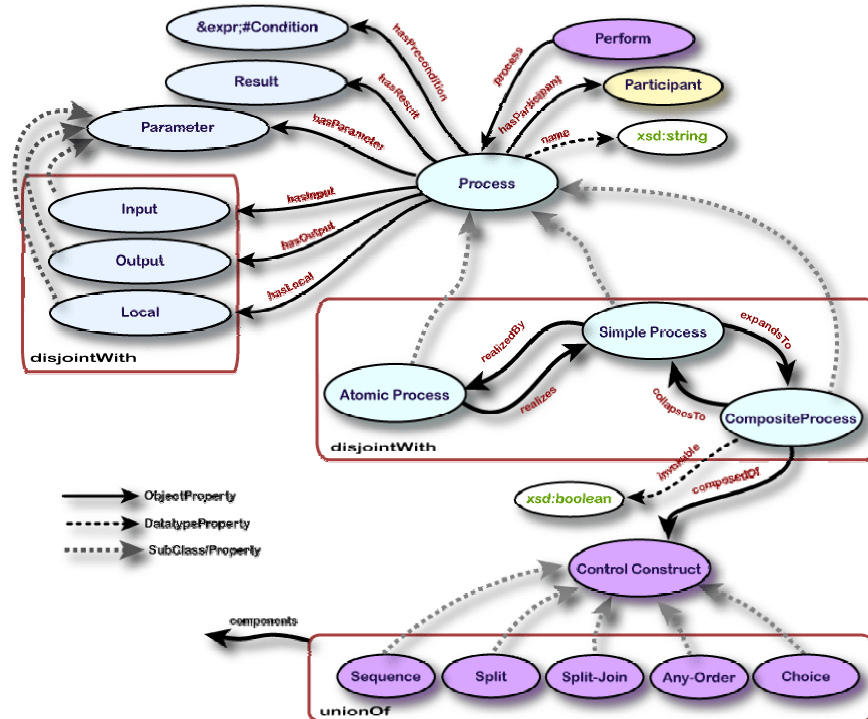 &expr;#Condition
Perform
hasPrecondition
process
Result
Participant
hasResult
hasParticipant
Parameter
hasParameter
name
xsd:string
Process
Input
hasInput
Output
hasOutput
Local
hasLocal
disjointWith
Simple Process
expandsTo
realizedBy
Atomic Process
realizes
collapsesTo
CompositeProcess
disjointWith
invokable
composedOf
xsd:boolean
ObjectProperty
DatatypeProperty
SubClass/Property
Control Construct
components
Sequence
Split
Split-Join
Any-Order
Choice
unionOf